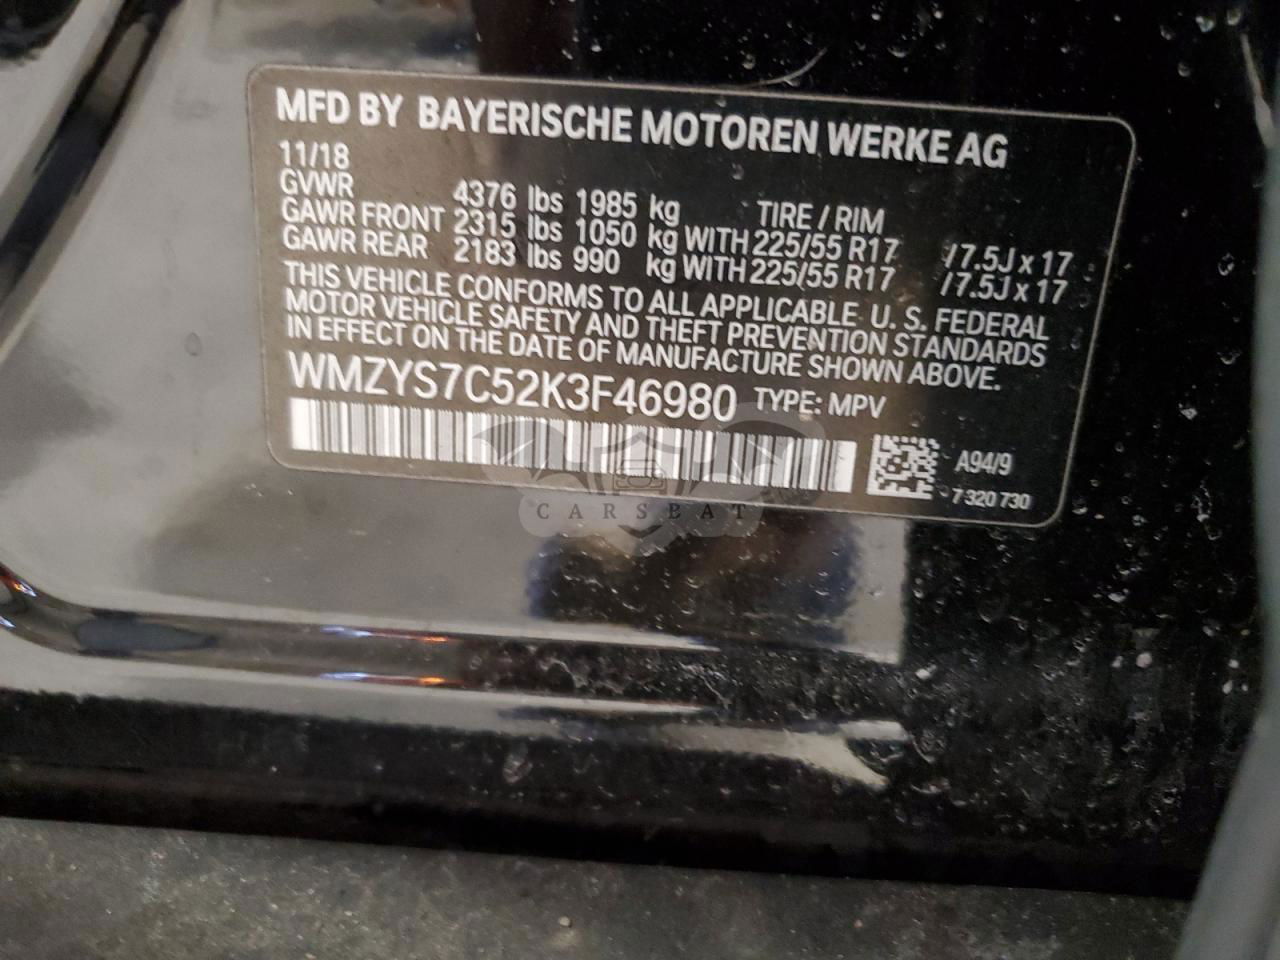 MFD BY BAYERISCHE MOTOREN WERKE AG
11/18
GVWR 4376 lbs 1985 kg TIRE / RIM
GAWR FRONT 2315 lbs 1050 kg WITH 225/55 R17 / 7.5J x 17
GAWR REAR 2183 lbs 990 kg WITH 225/55 R17 / 7.5J x 17
THIS VEHICLE CONFORMS TO ALL APPLICABLE U. S. FEDERAL
MOTOR VEHICLE SAFETY AND THEFT PREVENTION STANDARDS
IN EFFECT ON THE DATE OF MANUFACTURE SHOWN ABOVE.
WMZYS7C52K3F46980 TYPE: MPV
A94/9
7 320 730
CARSBAT